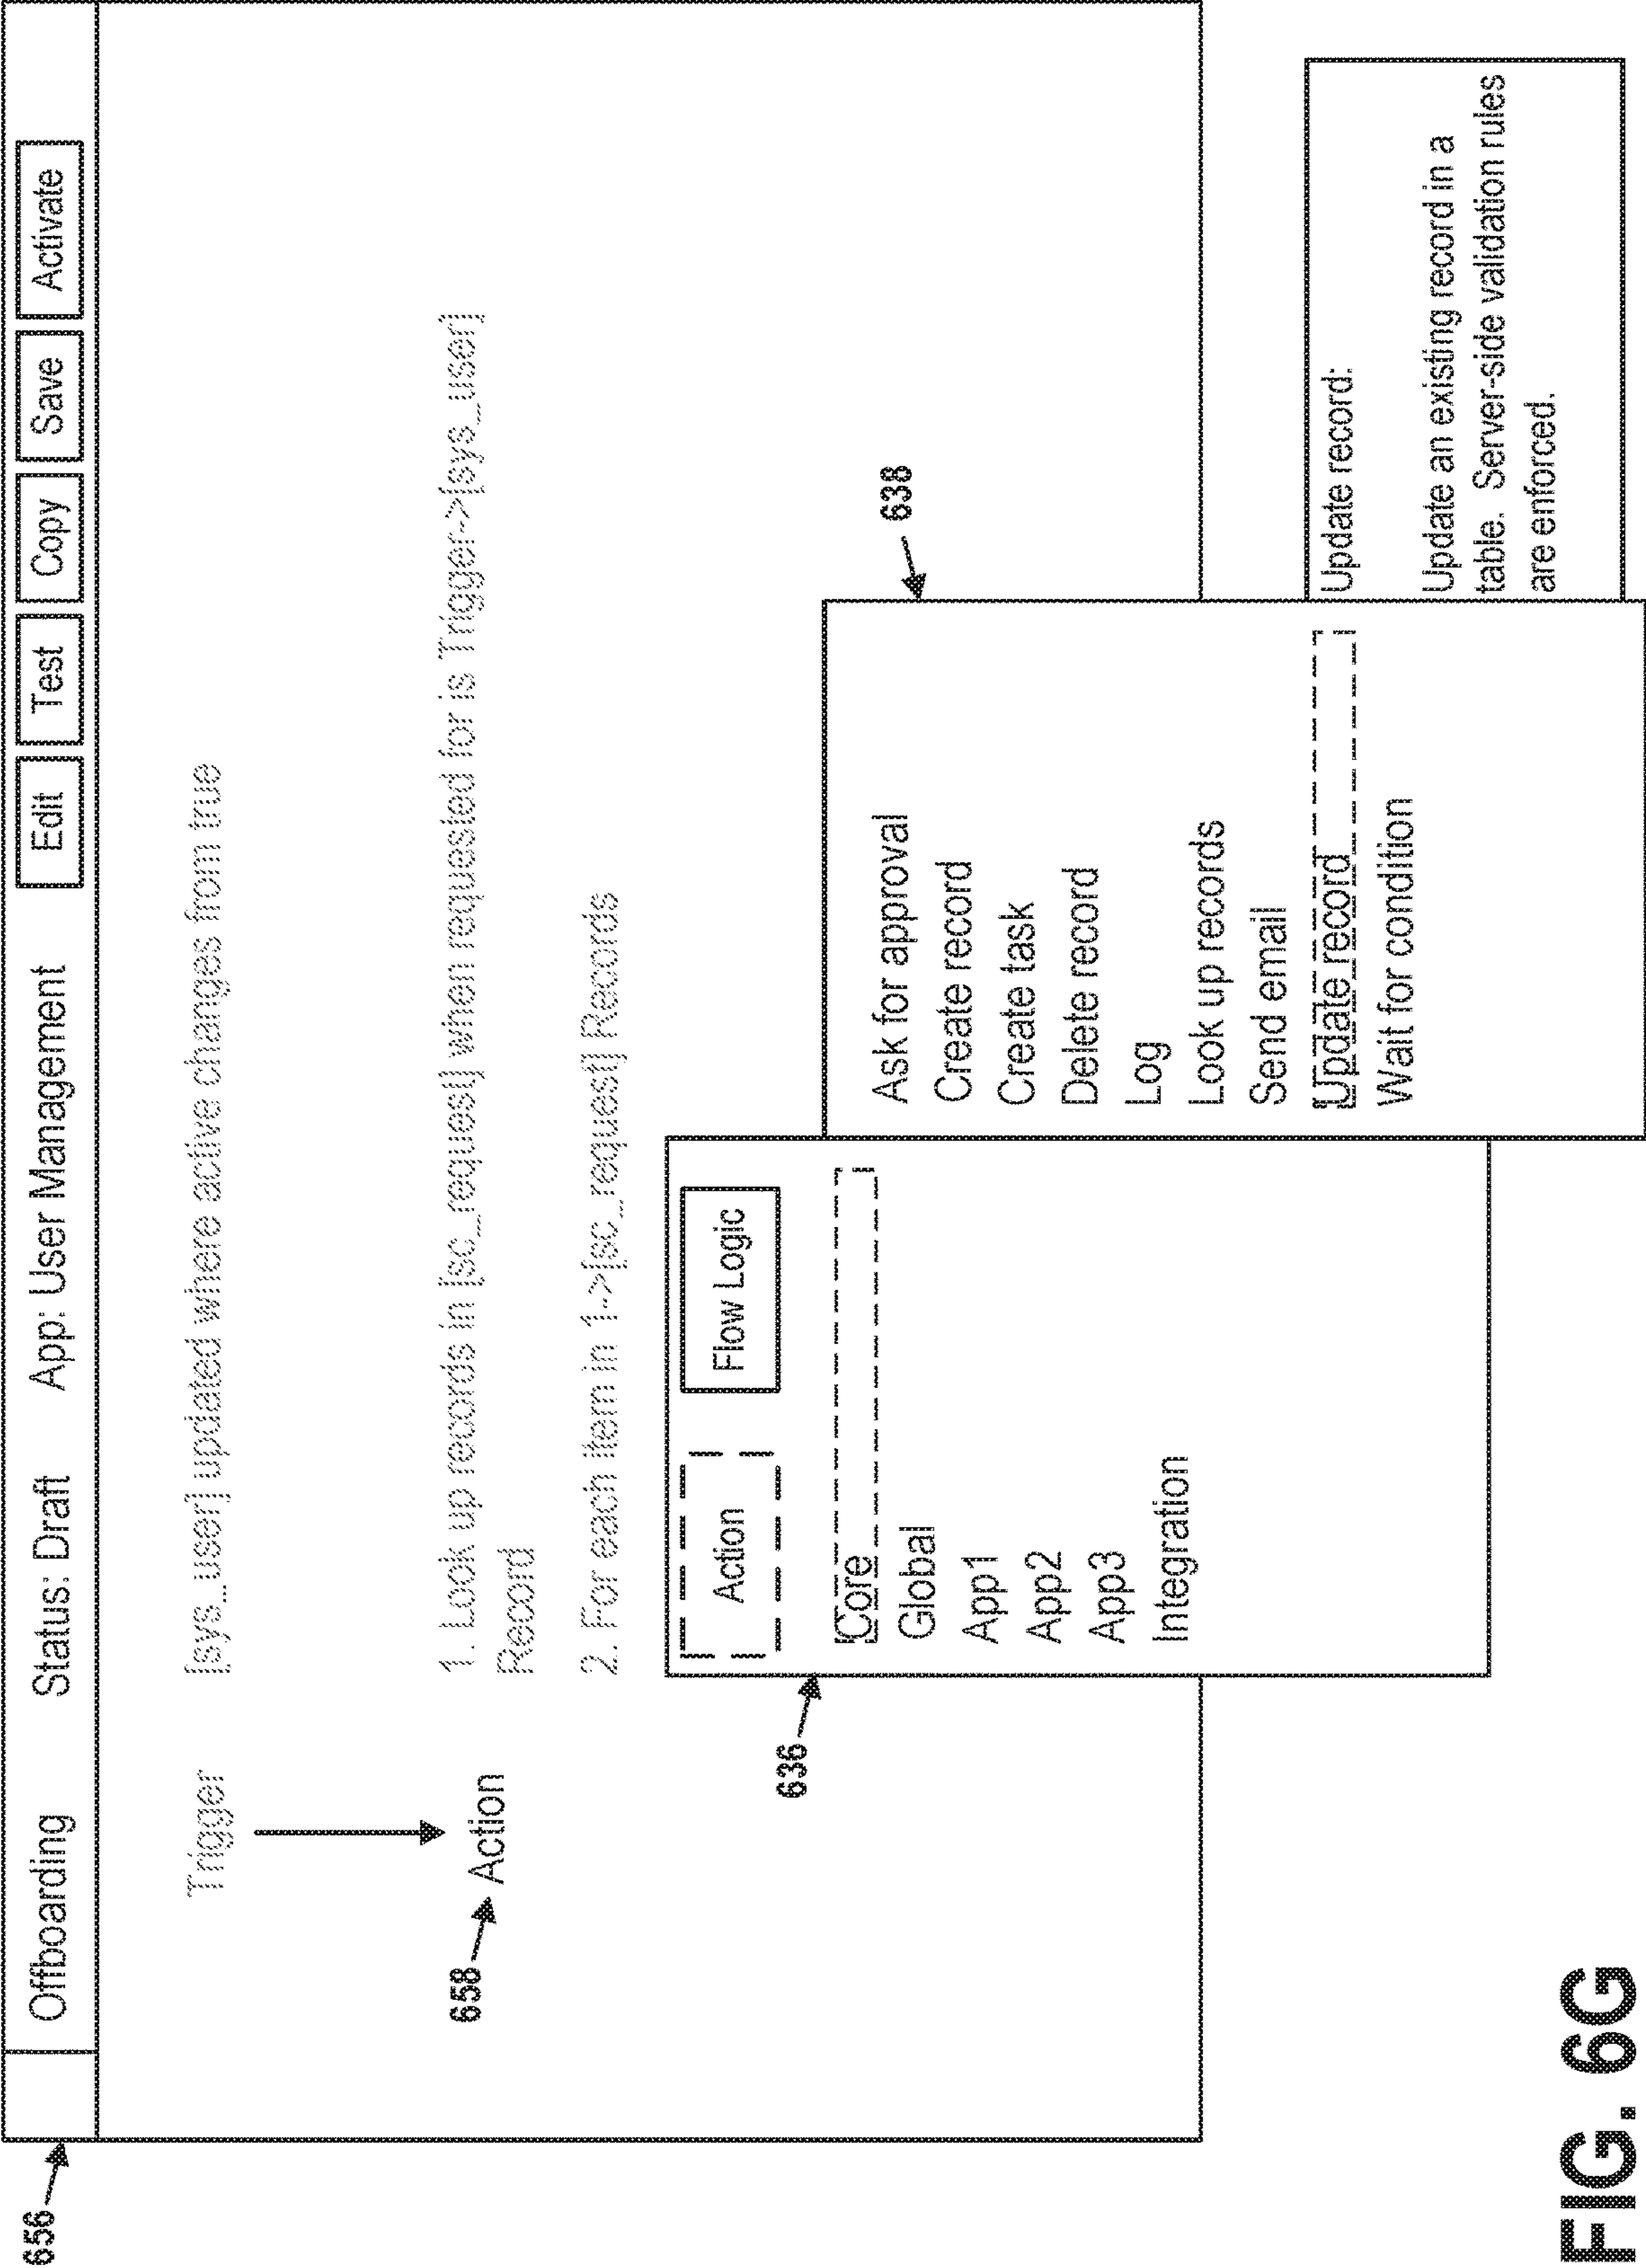 656
Offboarding Status: Draft App: User Management Edit Test Copy Save Activate
Trigger [sys_user] updated where active changes from true
658
Action
1. Look up records in [sc_request] when requested for is Trigger->[sys_user]
Record
2. For each item in 1->[sc_request] Records
636
Action Flow Logic
Core
Global
App1
App2
App3
Integration
638
Ask for approval
Create record
Create task
Delete record
Log
Look up records
Send email
Update record
Wait for condition
Update record:
Update an existing record in a
table. Server-side validation rules
are enforced.
FIG. 6G